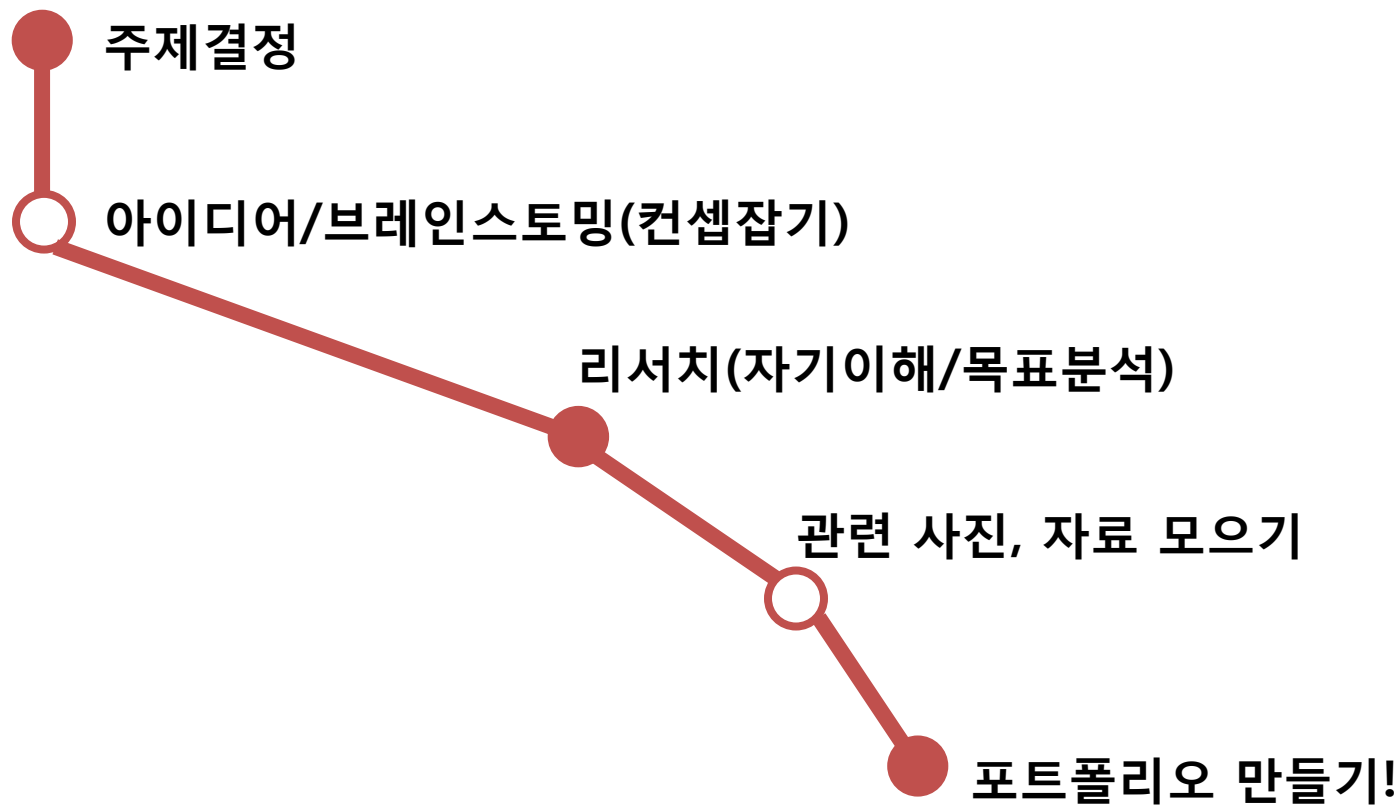 주제결정
아이디어/브레인스토밍(컨셉잡기)
리서치(자기이해/목표분석)
관련 사진, 자료 모으기
포트폴리오 만들기!